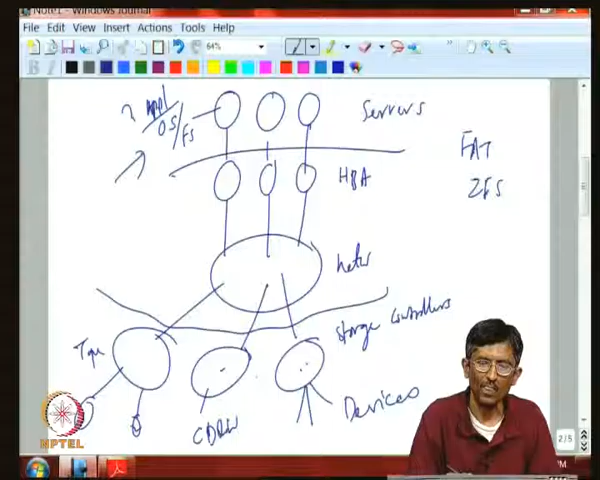 Note1 - Windows Journal
File Edit View Insert Actions Tools Help
64%
B I
? Appl
OS/FS
Servers
FAT
ZFS
HBA
Storage Controllers
Tape
CDRW
Devices
NPTEL
2/5
PM